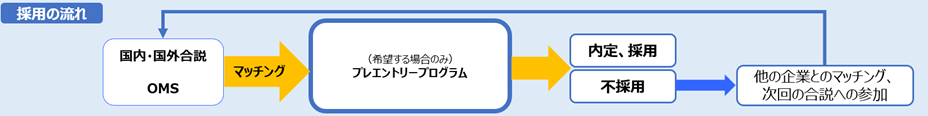 採用の流れ
国内・国外合説
OMS
マッチング
（希望する場合のみ）
プレエントリープログラム
内定、採用
不採用
他の企業とのマッチング、
次回の合説への参加